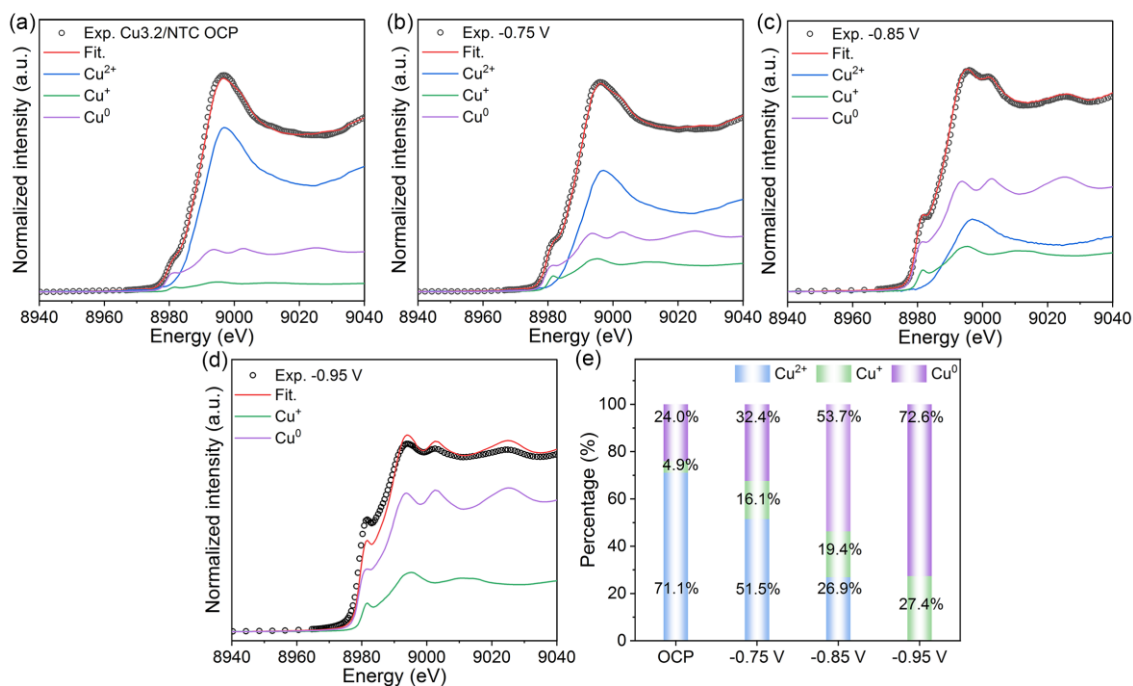 (a)
Exp. Cu3.2/NTC OCP
Fit.
Cu²⁺
Cu⁺
Cu⁰
Normalized intensity (a.u.)
8940 8960 8980 9000 9020 9040
Energy (eV)
(b)
Exp. -0.75 V
Fit.
Cu²⁺
Cu⁺
Cu⁰
Normalized intensity (a.u.)
8940 8960 8980 9000 9020 9040
Energy (eV)
(c)
Exp. -0.85 V
Fit.
Cu²⁺
Cu⁺
Cu⁰
Normalized intensity (a.u.)
8940 8960 8980 9000 9020 9040
Energy (eV)
(d)
Exp. -0.95 V
Fit.
Cu⁺
Cu⁰
Normalized intensity (a.u.)
8940 8960 8980 9000 9020 9040
Energy (eV)
(e)
Cu²⁺ Cu⁺ Cu⁰
Percentage (%)
100
80
60
40
20
0
24.0% 32.4% 53.7% 72.6%
4.9%
16.1%
19.4%
71.1% 51.5% 26.9% 27.4%
OCP -0.75 V -0.85 V -0.95 V